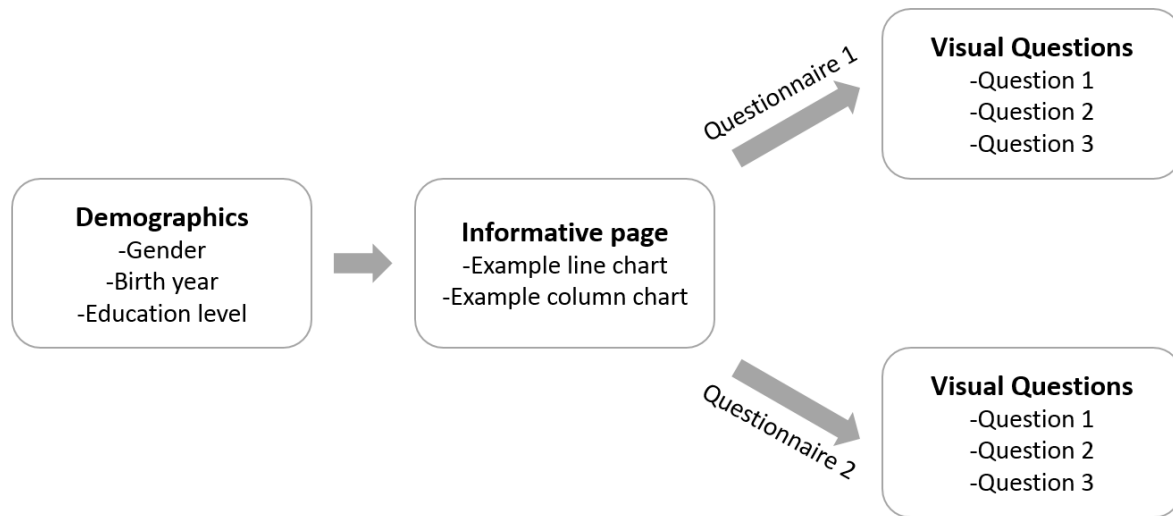 Demographics
-Gender
-Birth year
-Education level
Informative page
-Example line chart
-Example column chart
Questionnaire 1
Visual Questions
-Question 1
-Question 2
-Question 3
Questionnaire 2
Visual Questions
-Question 1
-Question 2
-Question 3